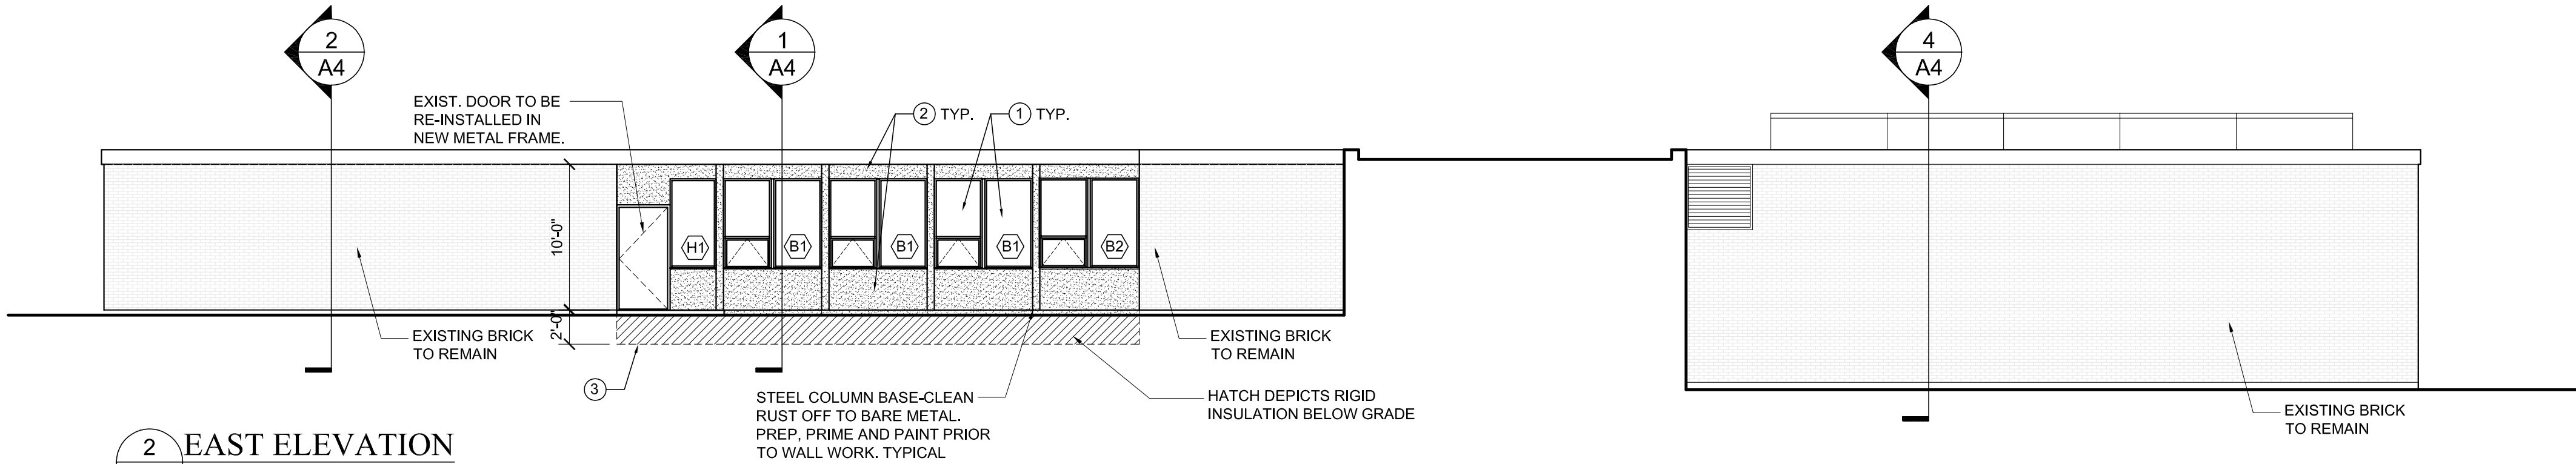 2
A4
1
A4
4
A4
EXIST. DOOR TO BE
RE-INSTALLED IN
NEW METAL FRAME.
2 TYP.
1 TYP.
10'-0"
2'-0"
H1
B1
B1
B1
B2
EXISTING BRICK
TO REMAIN
EXISTING BRICK
TO REMAIN
3
STEEL COLUMN BASE-CLEAN
RUST OFF TO BARE METAL.
PREP, PRIME AND PAINT PRIOR
TO WALL WORK. TYPICAL
HATCH DEPICTS RIGID
INSULATION BELOW GRADE
EXISTING BRICK
TO REMAIN
2 EAST ELEVATION